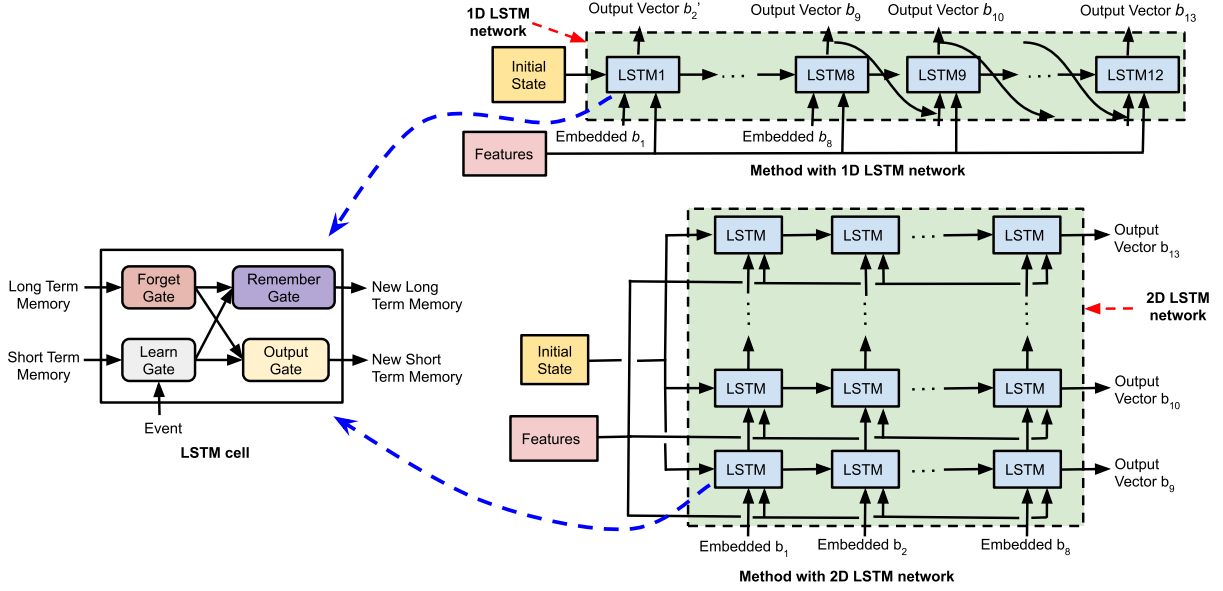 Output Vector b2'
Output Vector b9
Output Vector b10
Output Vector b13
1D LSTM
network
Initial
State
LSTM1
...
LSTM8
LSTM9
...
LSTM12
Embedded b1
Embedded b8
Features
Method with 1D LSTM network
Long Term
Memory
Short Term
Memory
Forget
Gate
Remember
Gate
Learn
Gate
Output
Gate
New Long
Term Memory
New Short
Term Memory
Event
LSTM cell
LSTM
LSTM
...
LSTM
Output
Vector b13
2D LSTM
network
Initial
State
LSTM
LSTM
...
LSTM
Output
Vector b10
Features
LSTM
LSTM
...
LSTM
Output
Vector b9
Embedded b1
Embedded b2
Embedded b8
Method with 2D LSTM network